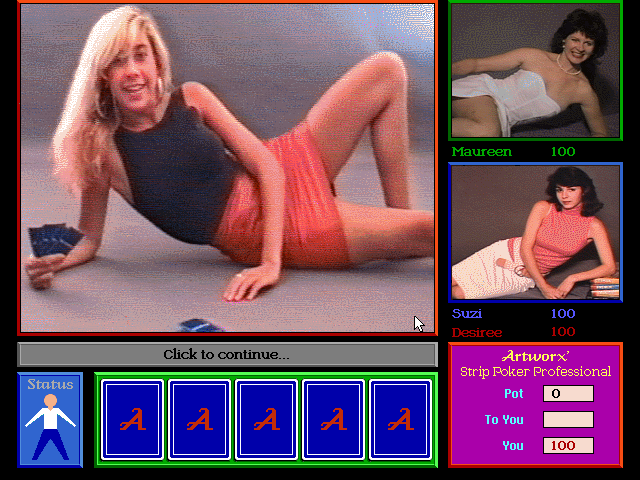 Maureen 100
Suzi 100
Desiree 100
Click to continue...
Status
A A A A A
Artworx'
Strip Poker Professional
Pot 0
To You
You 100